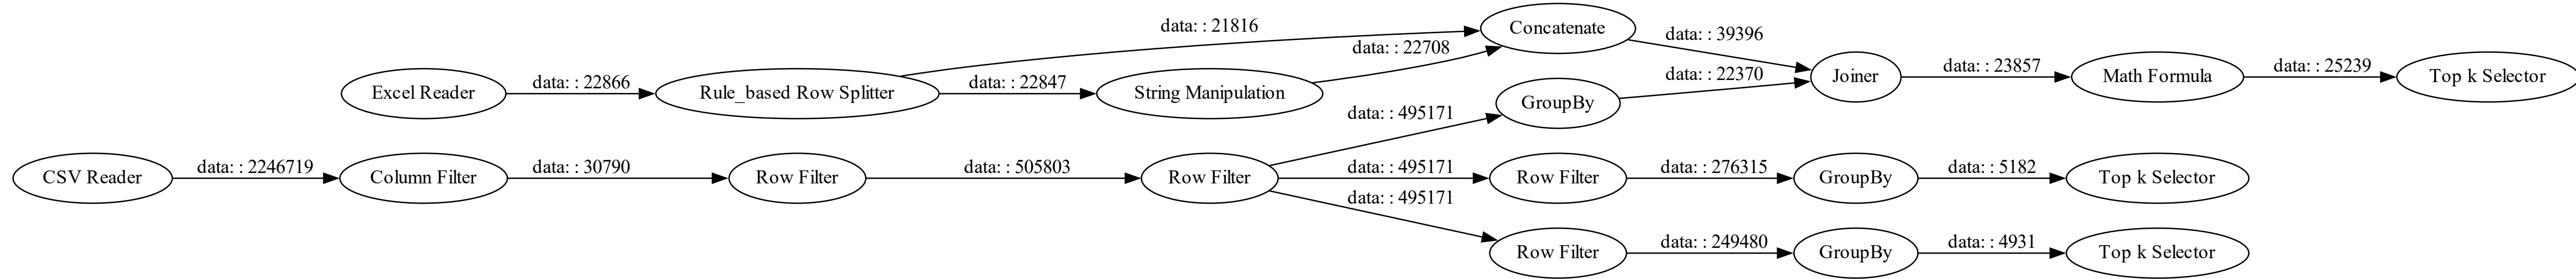 Excel Reader
data: : 22866
Rule_based Row Splitter
data: : 21816
data: : 22847
String Manipulation
data: : 22708
Concatenate
data: : 39396
GroupBy
data: : 22370
Joiner
data: : 23857
Math Formula
data: : 25239
Top k Selector
CSV Reader
data: : 2246719
Column Filter
data: : 30790
Row Filter
data: : 505803
Row Filter
data: : 495171
data: : 495171
data: : 495171
Row Filter
data: : 276315
GroupBy
data: : 5182
Top k Selector
Row Filter
data: : 249480
GroupBy
data: : 4931
Top k Selector